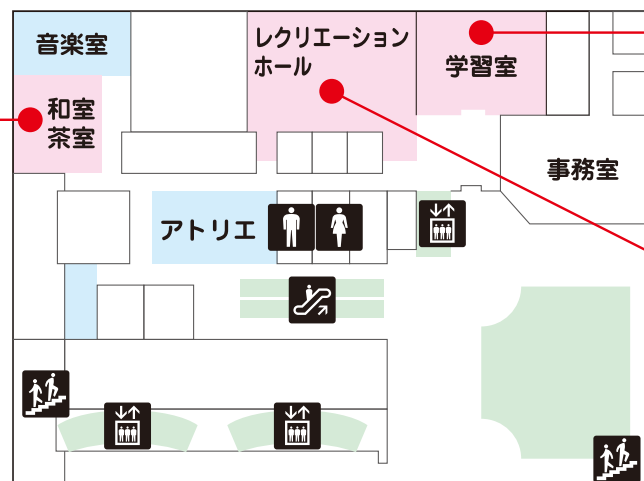 音楽室
レクリエーション
ホール
学習室
和室
茶室
事務室
アトリエ